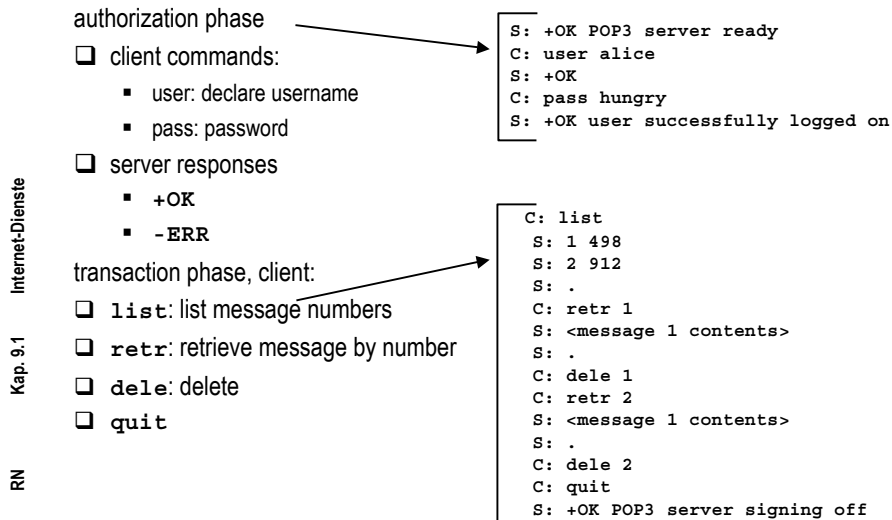 authorization phase
❑ client commands:
▪ user: declare username
▪ pass: password
❑ server responses
▪ +OK
▪ -ERR
transaction phase, client:
❑ list: list message numbers
❑ retr: retrieve message by number
❑ dele: delete
❑ quit
S: +OK POP3 server ready
C: user alice
S: +OK
C: pass hungry
S: +OK user successfully logged on
C: list
S: 1 498
S: 2 912
S: .
C: retr 1
S: <message 1 contents>
S: .
C: dele 1
C: retr 2
S: <message 1 contents>
S: .
C: dele 2
C: quit
S: +OK POP3 server signing off
RN Kap. 9.1 Internet-Dienste